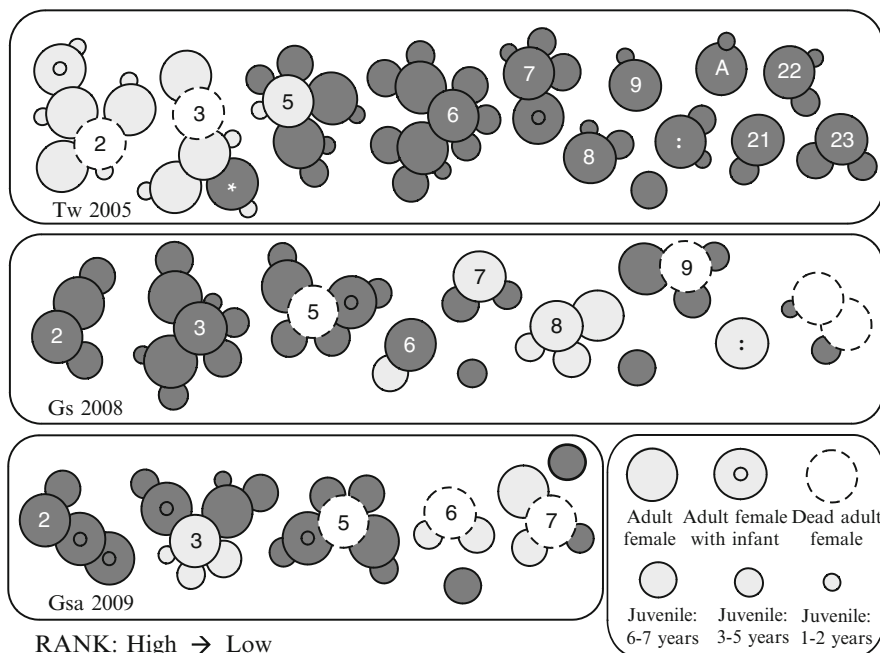 7
9
A
22
5
6
3
2
8
:
21
23
*
Tw 2005
9
7
5
2
3
6
8
:
Gs 2008
2
3
5
6
7
Gsa 2009
Adult female
Adult female with infant
Dead adult female
Juvenile: 6-7 years
Juvenile: 3-5 years
Juvenile: 1-2 years
RANK: High → Low